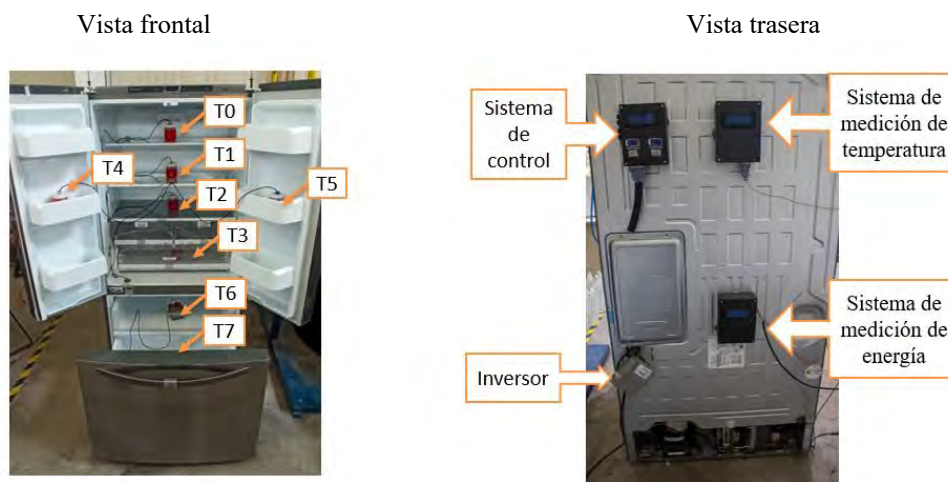 Vista frontal
Vista trasera
T0
T1
T4
T2
T5
T3
T6
T7
Sistema
de
control
Sistema de
medición de
temperatura
Sistema de
medición de
energía
Inversor